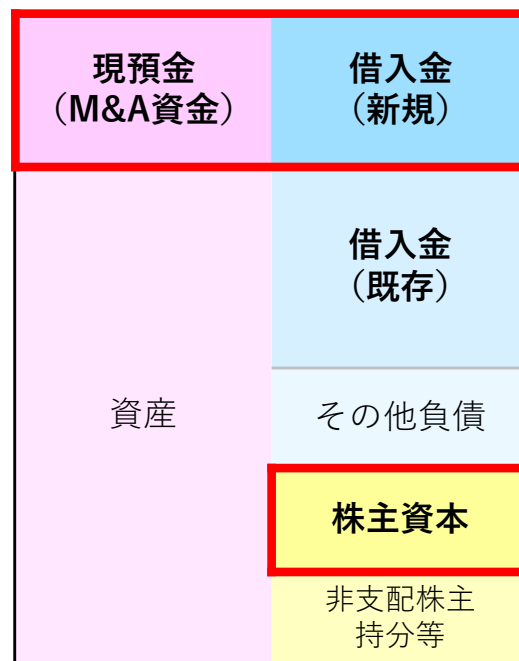 現預金
（M&A資金）
借入金
（新規）
借入金
（既存）
資産
その他負債
株主資本
非支配株主
持分等